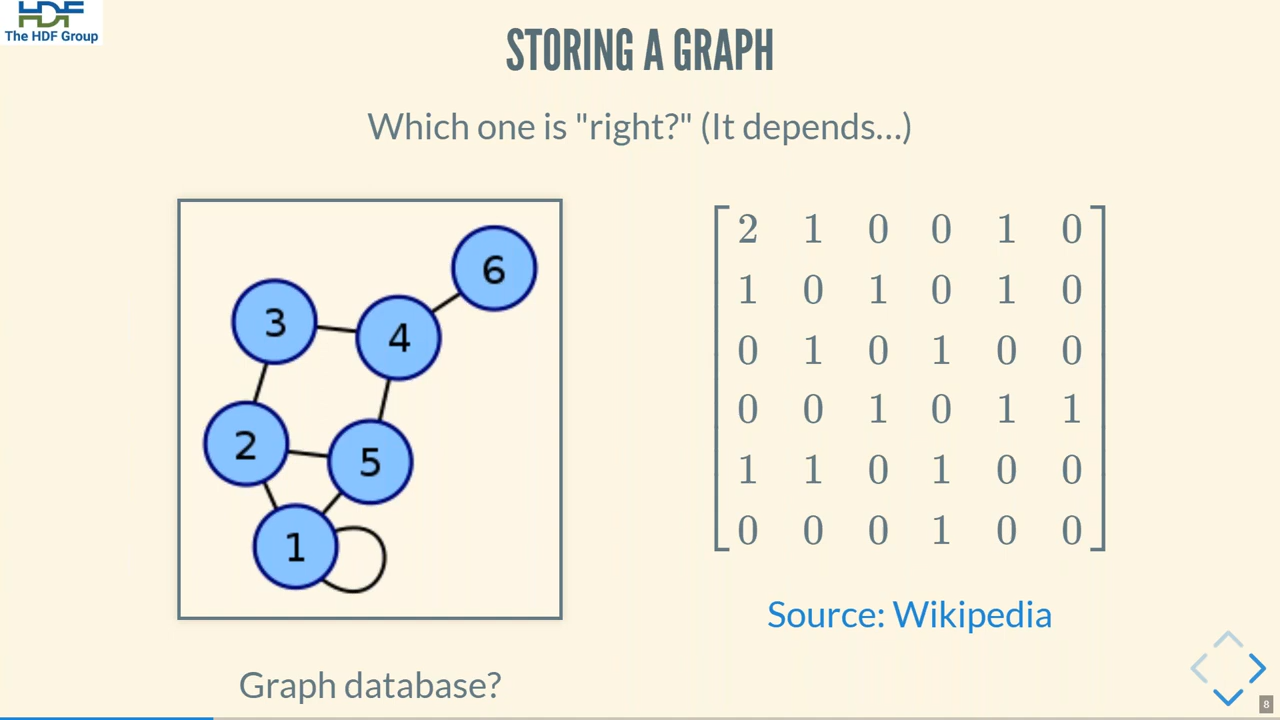 HDF
The HDF Group
STORING A GRAPH
Which one is "right?" (It depends...)
6
3
4
2
5
1
2 1 0 0 1 0
1 0 1 0 1 0
0 1 0 1 0 0
0 0 1 0 1 1
1 1 0 1 0 0
0 0 0 1 0 0
Source: Wikipedia
Graph database?
8